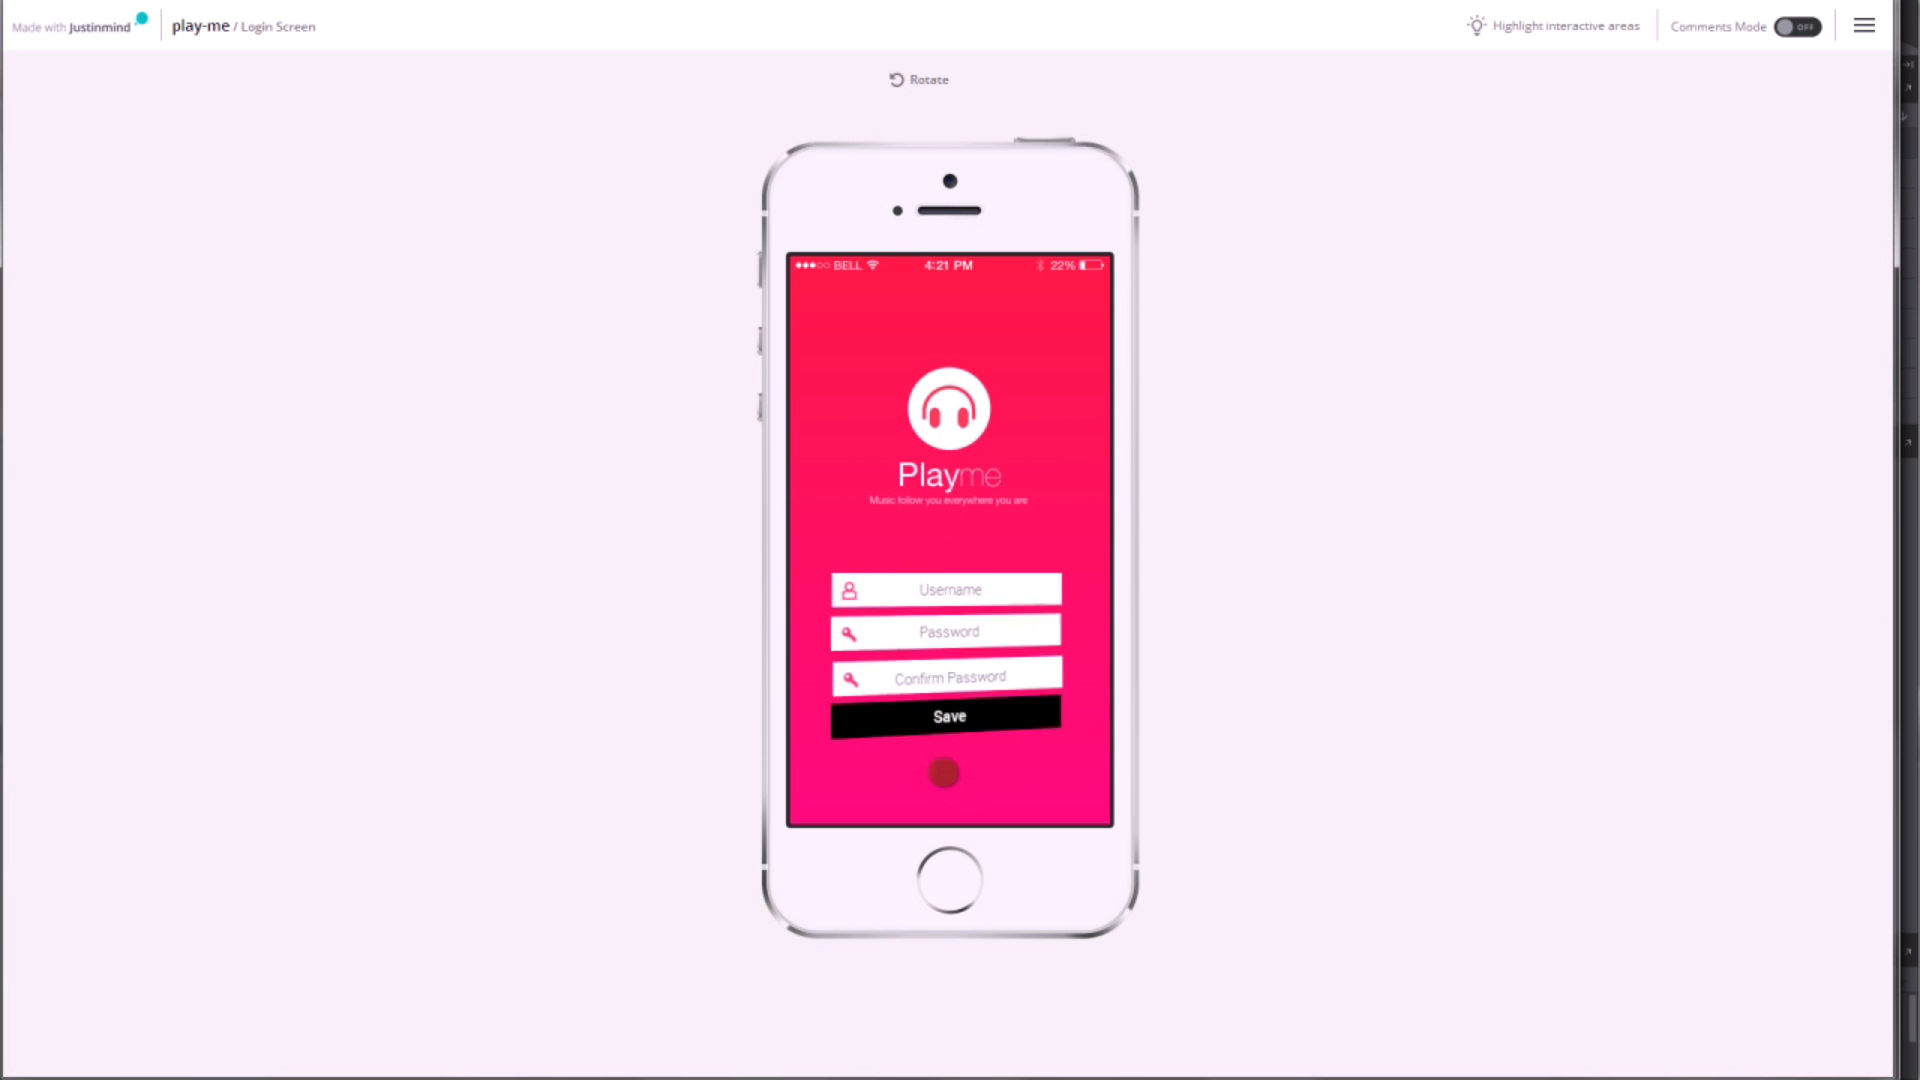 Made with Justinmind
play-me / Login Screen
Highlight interactive areas
Comments Mode OFF
Rotate
BELL 4:21 PM 22%
Playme
Music follow you everywhere you are
Username
Password
Confirm Password
Save